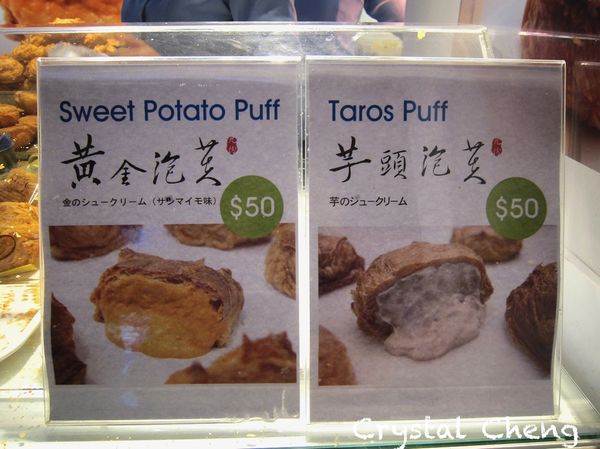 Sweet Potato Puff
黃金泡芙
金のシュークリーム（サツマイモ味）
$50
Taros Puff
芋頭泡芙
芋のシュークリーム
$50
Crystal Cheng